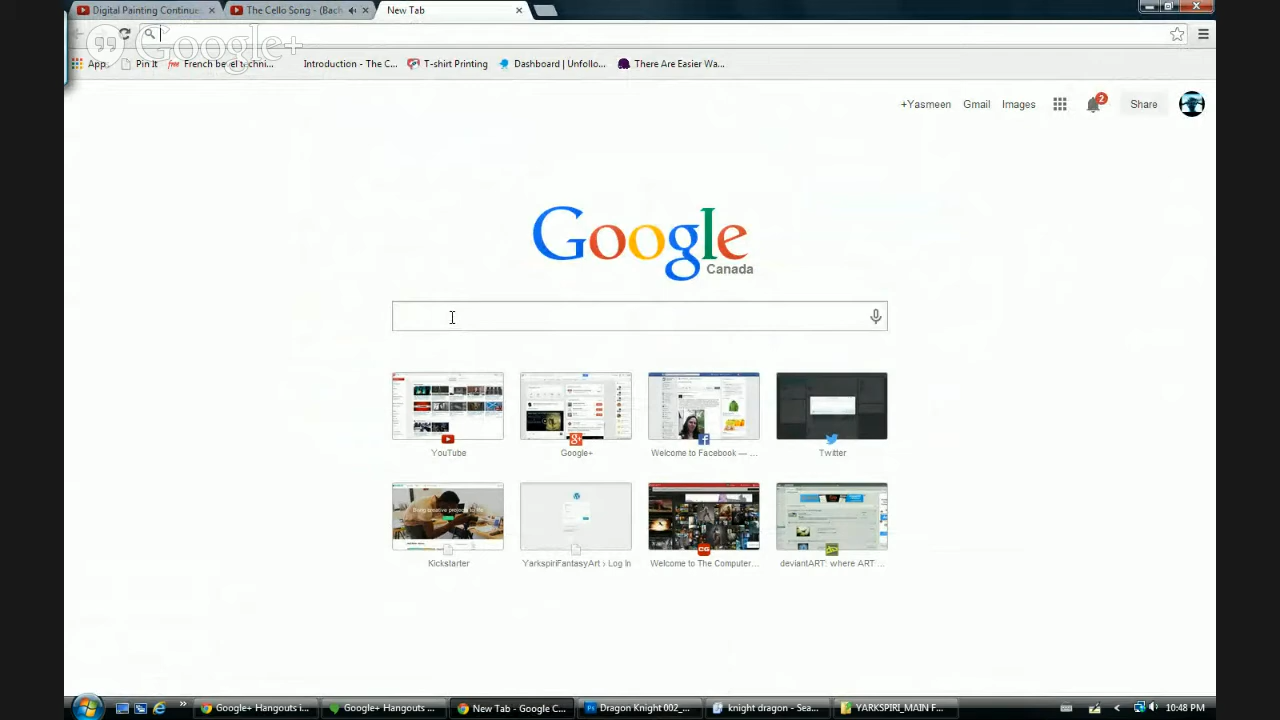 Digital Painting Continue:
The Cello Song - (Bach
New Tab
Google+
App
Pin It
French be el techni...
Introduction - The C...
T-shirt Printing
Dashboard | Unfollo...
There Are Easier Wa...
+Yasmeen
Gmail
Images
2
Share
Google
Canada
YouTube
Google+
Welcome to Facebook — ...
Twitter
Kickstarter
YarkspiriFantasyArt › Log In
Welcome to The Computer...
deviantART: where ART ...
Google+ Hangouts i...
Google+ Hangouts ...
New Tab - Google C...
Dragon Knight 002_...
knight dragon - Sea...
YARKSPIRI_MAIN F...
10:48 PM